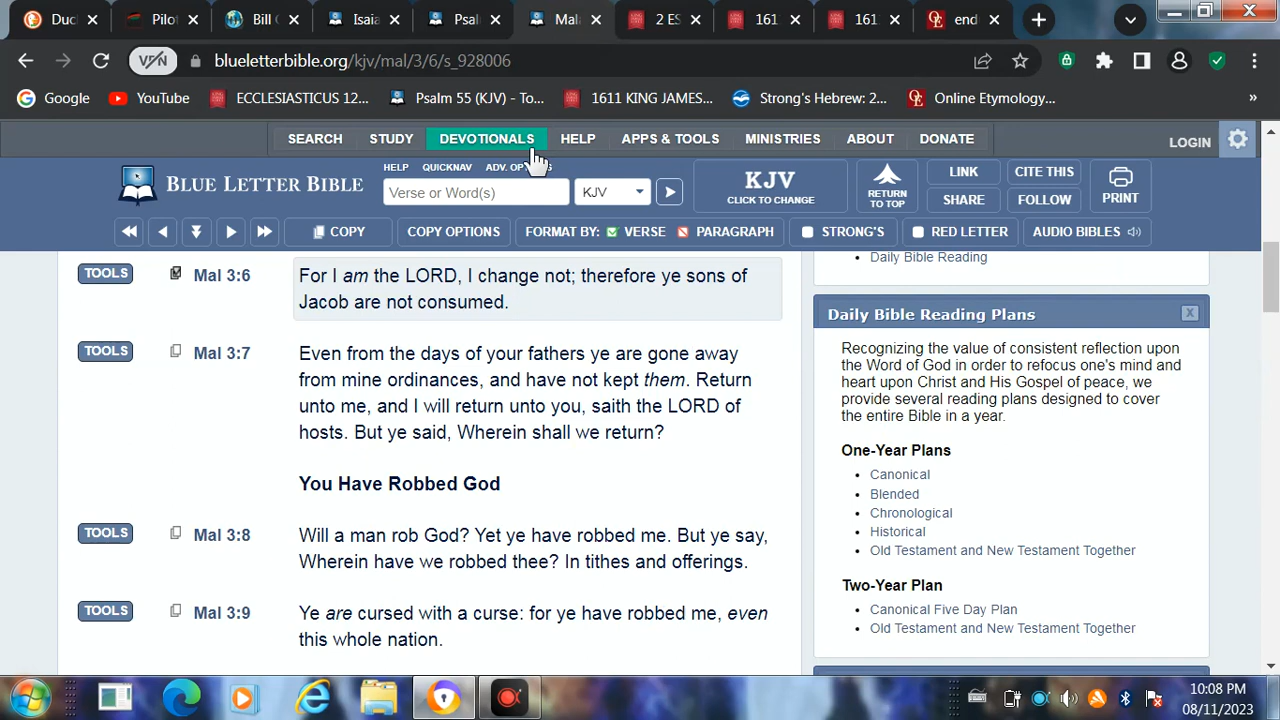 Duc
Pilot
Bill G
Isaia
Psal
Mala
2 ES
161
161
end
VPN
blueletterbible.org/kjv/mal/3/6/s_928006
Google
YouTube
ECCLESIASTICUS 12...
Psalm 55 (KJV) - To...
1611 KING JAMES...
Strong's Hebrew: 2...
Online Etymology...
»
SEARCH
STUDY
DEVOTIONALS
HELP
APPS & TOOLS
MINISTRIES
ABOUT
DONATE
LOGIN
BLUE LETTER BIBLE
HELP
QUICKNAV
ADV. OPTIONS
Verse or Word(s)
KJV
KJV
CLICK TO CHANGE
RETURN
TO TOP
LINK
SHARE
CITE THIS
FOLLOW
PRINT
COPY
COPY OPTIONS
FORMAT BY:
VERSE
PARAGRAPH
STRONG'S
RED LETTER
AUDIO BIBLES
TOOLS
Mal 3:6
For I am the LORD, I change not; therefore ye sons of
Jacob are not consumed.
TOOLS
Mal 3:7
Even from the days of your fathers ye are gone away
from mine ordinances, and have not kept them. Return
unto me, and I will return unto you, saith the LORD of
hosts. But ye said, Wherein shall we return?
You Have Robbed God
TOOLS
Mal 3:8
Will a man rob God? Yet ye have robbed me. But ye say,
Wherein have we robbed thee? In tithes and offerings.
TOOLS
Mal 3:9
Ye are cursed with a curse: for ye have robbed me, even
this whole nation.
Daily Bible Reading
Daily Bible Reading Plans
X
Recognizing the value of consistent reflection upon
the Word of God in order to refocus one's mind and
heart upon Christ and His Gospel of peace, we
provide several reading plans designed to cover
the entire Bible in a year.
One-Year Plans
Canonical
Blended
Chronological
Historical
Old Testament and New Testament Together
Two-Year Plan
Canonical Five Day Plan
Old Testament and New Testament Together
10:08 PM
08/11/2023